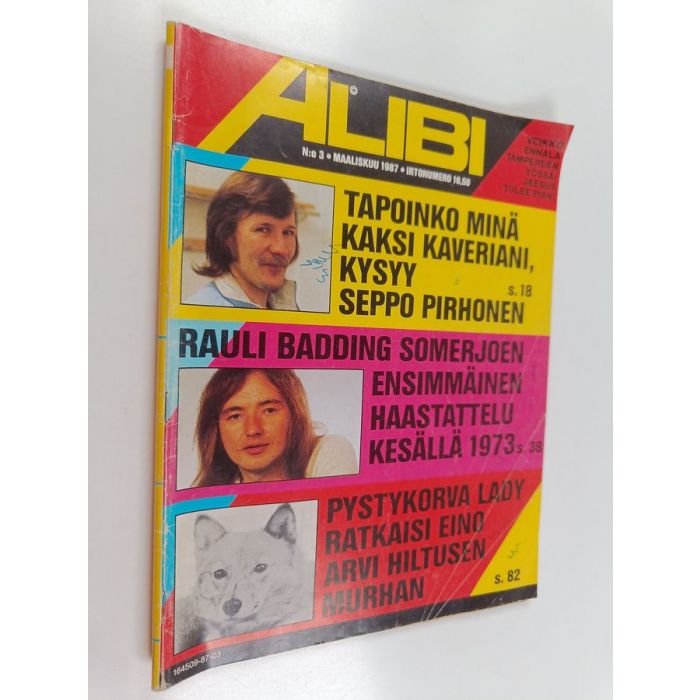 ALIBI
N:o 3 • MAALISKUU 1987 • IRTONUMERO 16,50
VEIKKO
ENNALA
TAMPEREEN
YÖSSÄ:
JEESUS
TULEE PIAN!
TAPOINKO MINÄ
KAKSI KAVERIANI,
KYSYY s. 18
SEPPO PIRHONEN
RAULI BADDING SOMERJOEN
ENSIMMÄINEN
HAASTATTELU
KESÄLLÄ 1973 s. 38
PYSTYKORVA LADY
RATKAISI EINO
ARVI HILTUSEN
MURHAN s. 82
164509-87-03